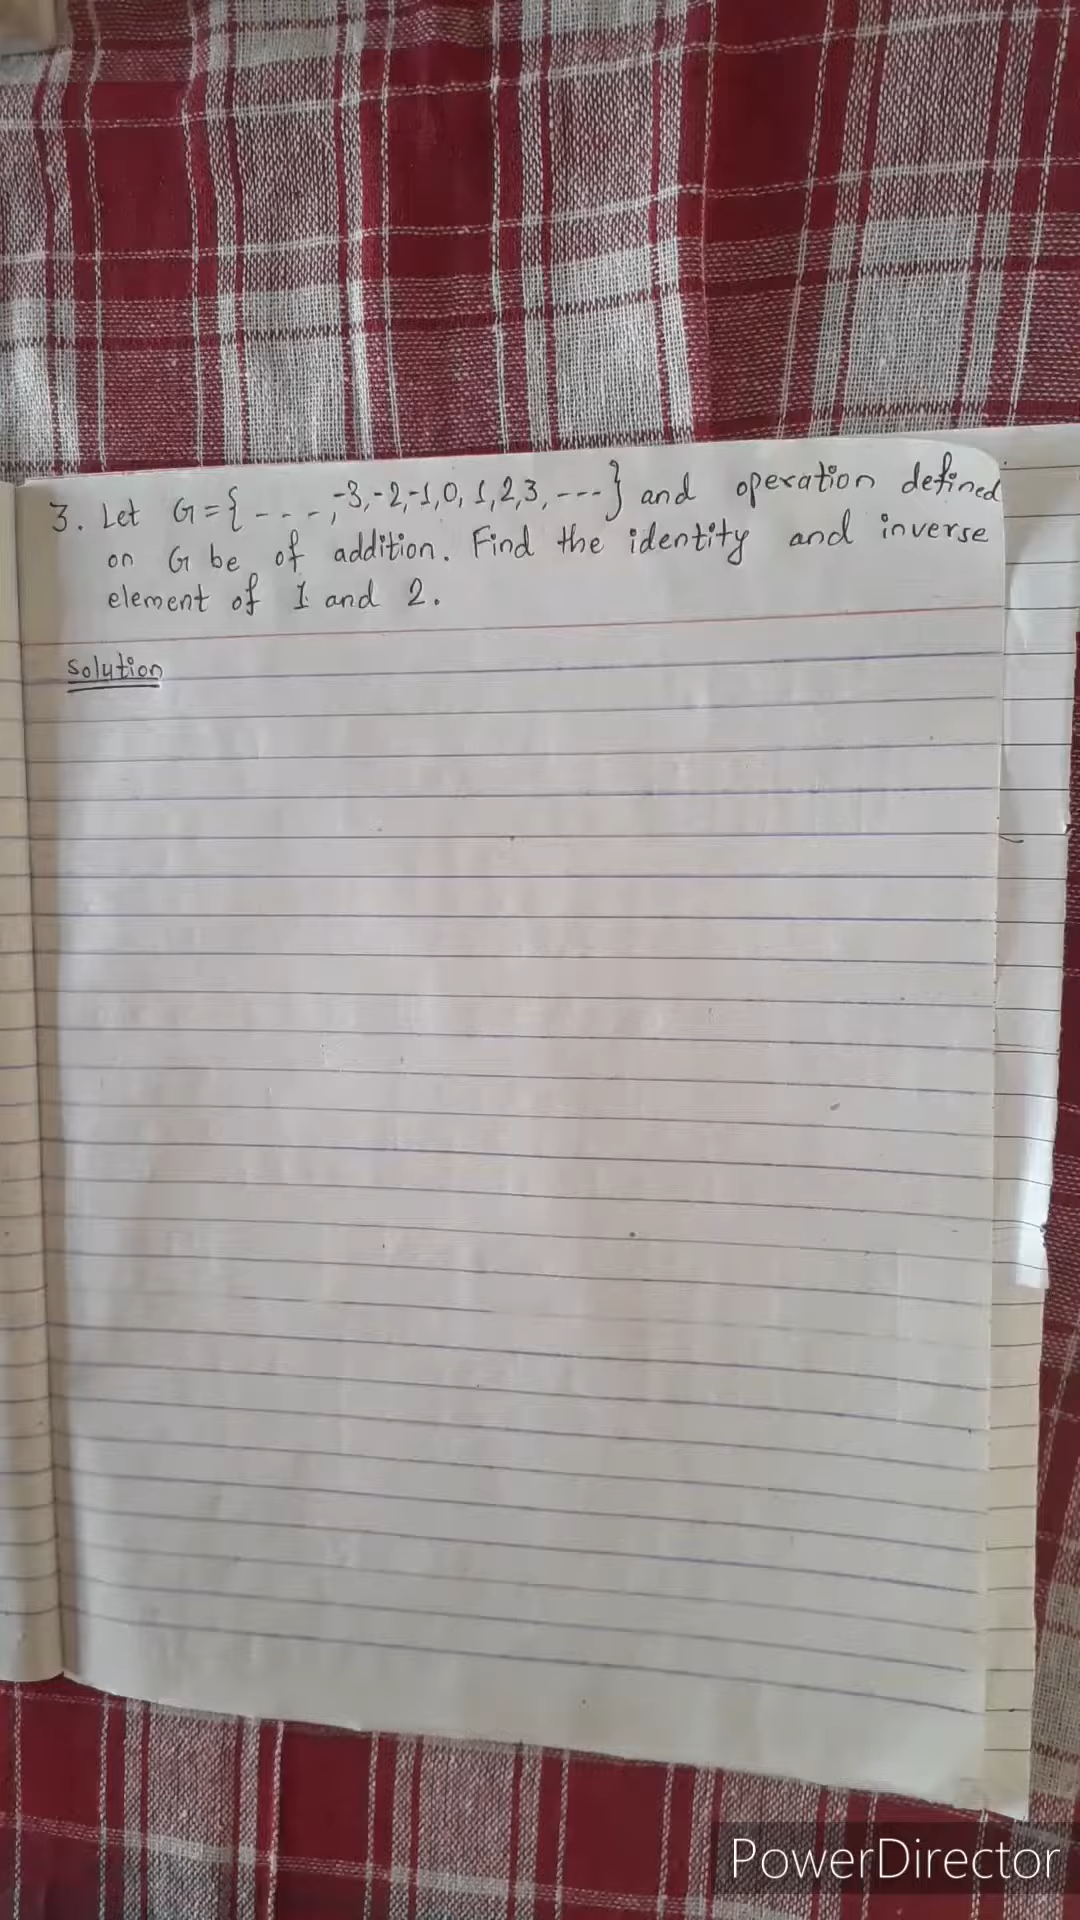 3. Let G={----,-3,-2,-1,0,1,2,3,----} and operation defined
on G be of addition. Find the identity and inverse
element of 1 and 2.
Solution
PowerDirector